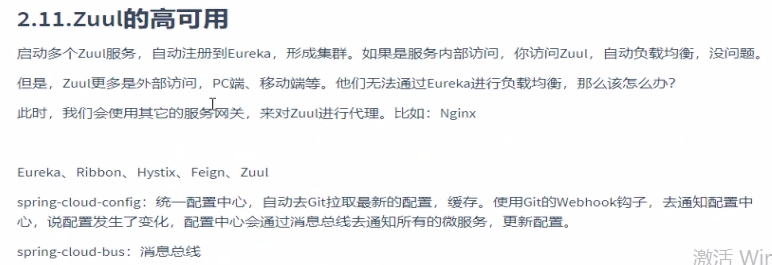 2.11.Zuul的高可用
启动多个Zuul服务，自动注册到Eureka，形成集群。如果是服务内部访问，你访问Zuul，自动负载均衡，没问题。
但是，Zuul更多是外部访问，PC端、移动端等。他们无法通过Eureka进行负载均衡，那么该怎么办？
此时，我们会使用其它的服务网关，来对Zuul进行代理。比如：Nginx
Eureka、Ribbon、Hystix、Feign、Zuul
spring-cloud-config：统一配置中心，自动去Git拉取最新的配置，缓存。使用Git的Webhook钩子，去通知配置中
心，说配置发生了变化，配置中心会通过消息总线去通知所有的微服务，更新配置。
spring-cloud-bus：消息总线
激活 Win